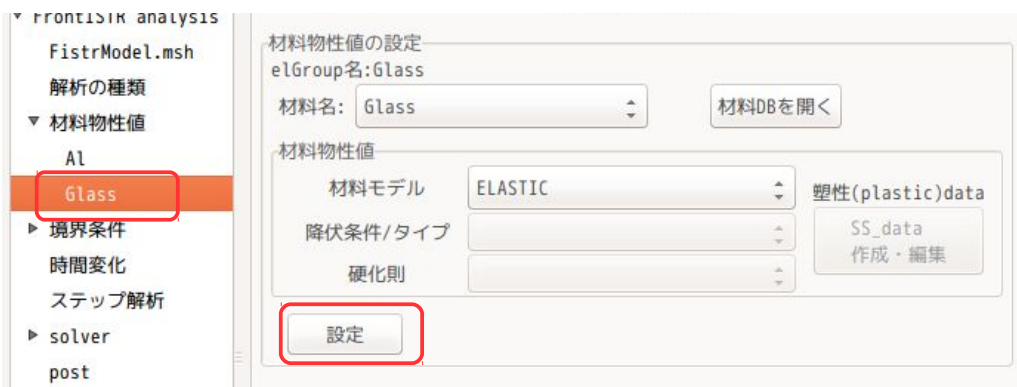 ▼ FrontISTR analysis
FistrModel.msh
解析の種類
▼ 材料物性値
Al
Glass
▶ 境界条件
時間変化
ステップ解析
▶ solver
post
材料物性値の設定
elGroup名:Glass
材料名: Glass
材料DBを開く
材料物性値
材料モデル ELASTIC
塑性(plastic)data
降伏条件/タイプ
SS_data
作成・編集
硬化則
設定